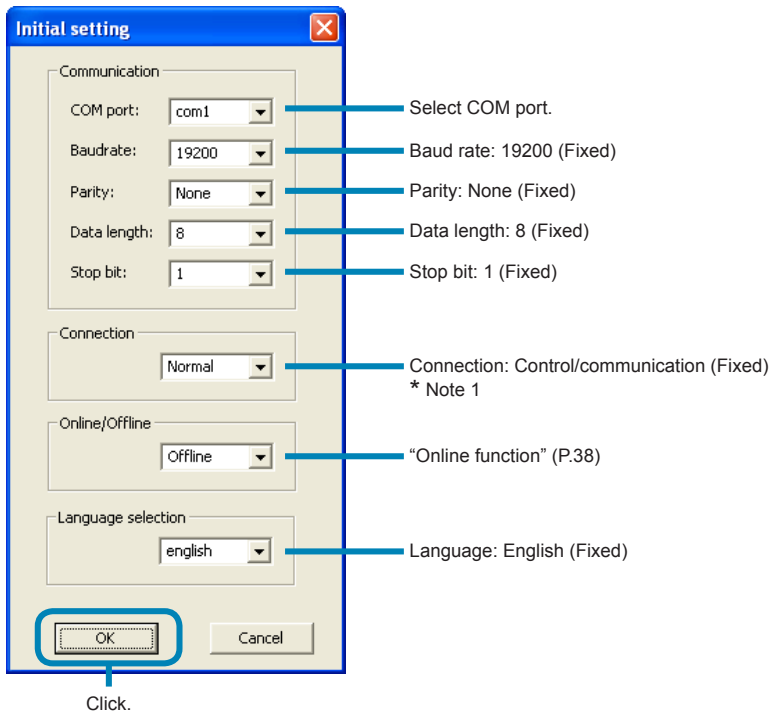 Initial setting
Communication
COM port: com1 Select COM port.
Baudrate: 19200 Baud rate: 19200 (Fixed)
Parity: None Parity: None (Fixed)
Data length: 8 Data length: 8 (Fixed)
Stop bit: 1 Stop bit: 1 (Fixed)
Connection
Normal Connection: Control/communication (Fixed)
* Note 1
Online/Offline
Offline “Online function” (P.38)
Language selection
english Language: English (Fixed)
OK Cancel
Click.